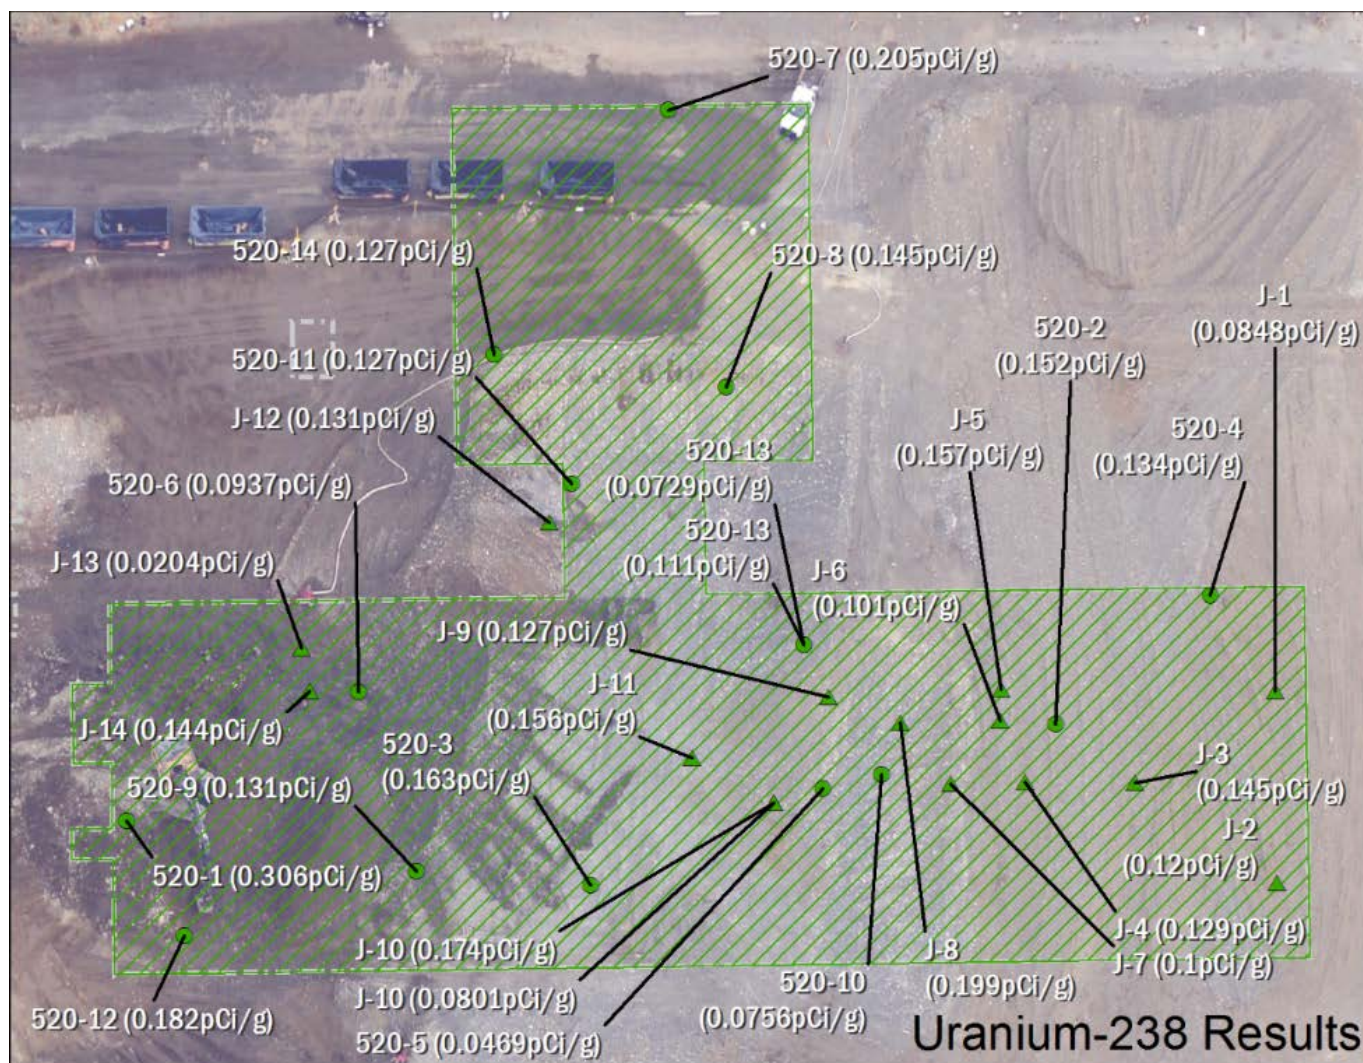 520-7 (0.205pCi/g)
520-14 (0.127pCi/g)
520-8 (0.145pCi/g)
J-1
(0.0848pCi/g)
520-2
(0.152pCi/g)
520-11 (0.127pCi/g)
J-12 (0.131pCi/g)
J-5
(0.157pCi/g)
520-4
(0.134pCi/g)
520-13
(0.0729pCi/g)
520-6 (0.0937pCi/g)
520-13
(0.111pCi/g)
J-13 (0.0204pCi/g)
J-6
(0.101pCi/g)
J-9 (0.127pCi/g)
J-11
(0.156pCi/g)
J-14 (0.144pCi/g)
520-3
(0.163pCi/g)
J-3
(0.145pCi/g)
520-9 (0.131pCi/g)
J-2
(0.12pCi/g)
520-1 (0.306pCi/g)
J-4 (0.129pCi/g)
J-7 (0.1pCi/g)
J-10 (0.174pCi/g)
J-8
(0.199pCi/g)
520-10
(0.0756pCi/g)
J-10 (0.0801pCi/g)
520-12 (0.182pCi/g)
520-5 (0.0469pCi/g)
Uranium-238 Results